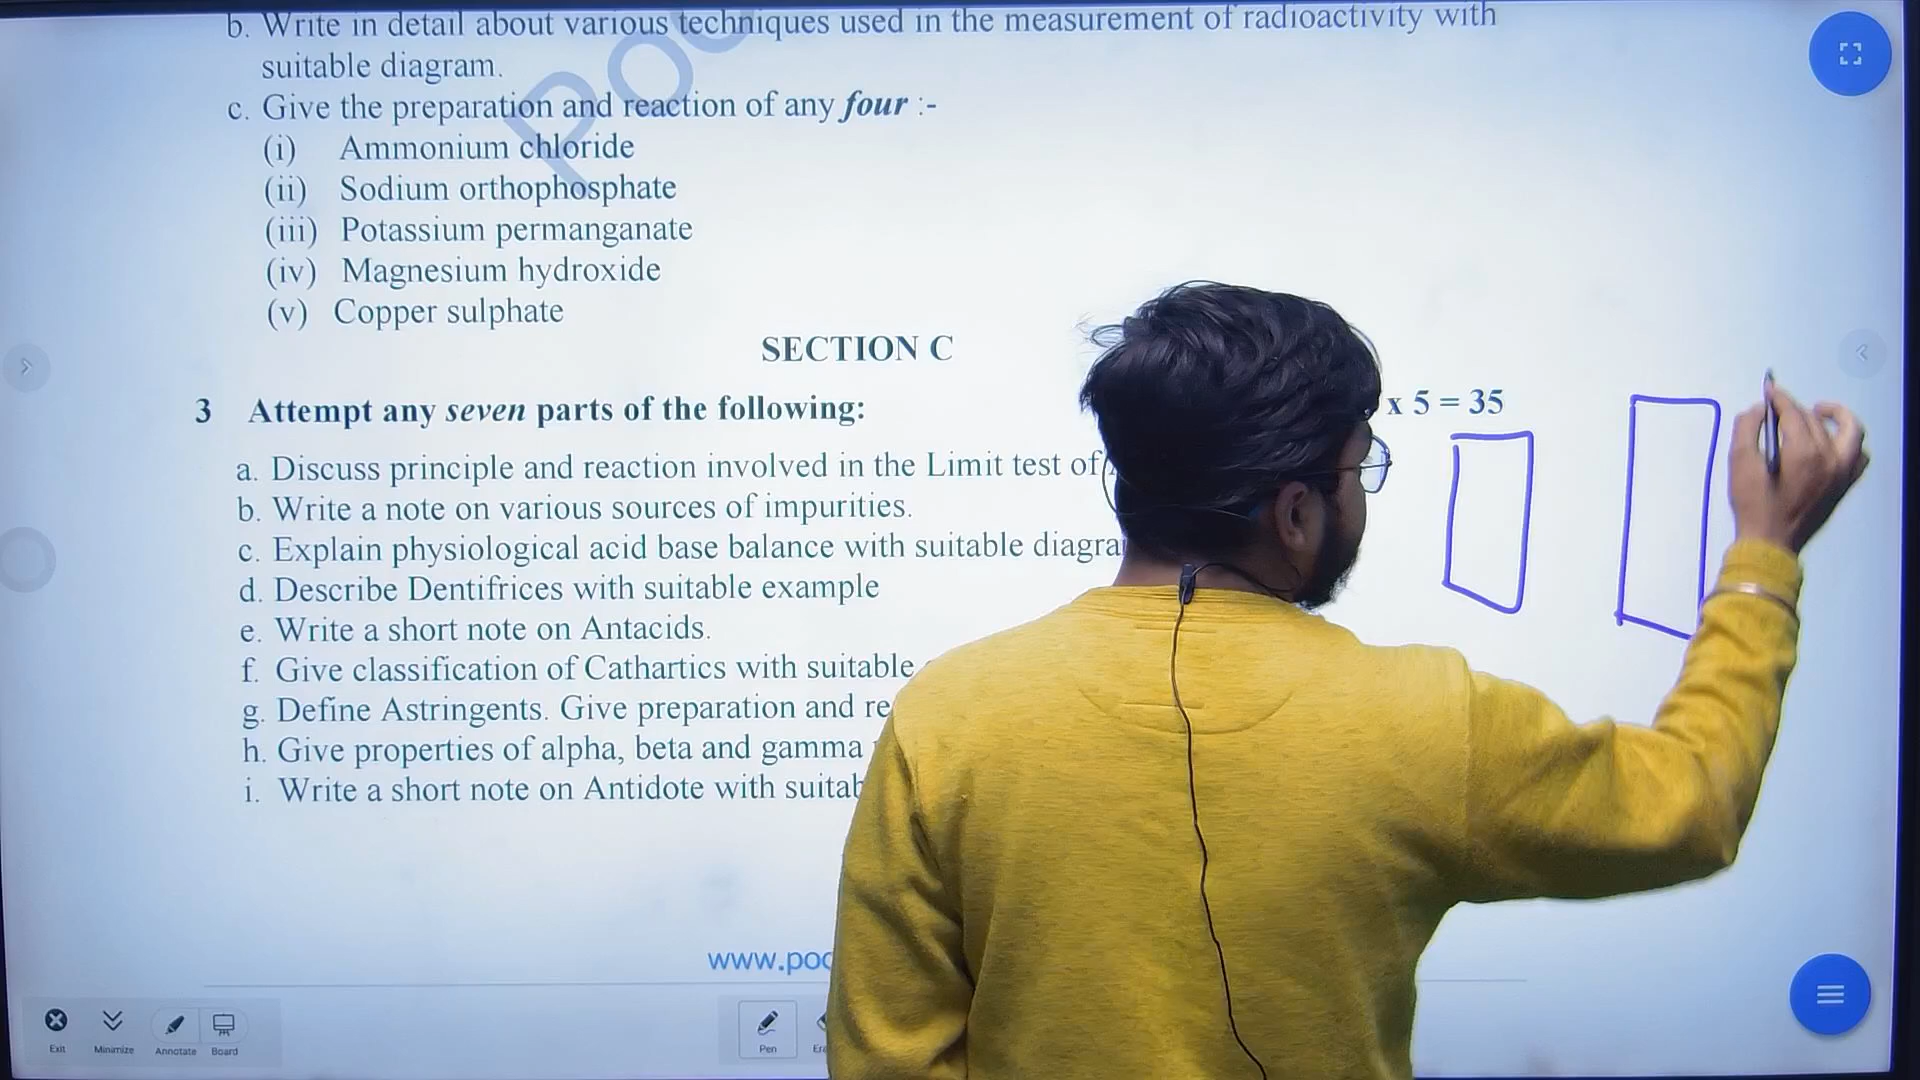 b. Write in detail about various techniques used in the measurement of radioactivity with
suitable diagram.
c. Give the preparation and reaction of any four :-
(i) Ammonium chloride
(ii) Sodium orthophosphate
(iii) Potassium permanganate
(iv) Magnesium hydroxide
(v) Copper sulphate
SECTION C
3 Attempt any seven parts of the following: x 5 = 35
a. Discuss principle and reaction involved in the Limit test of
b. Write a note on various sources of impurities.
c. Explain physiological acid base balance with suitable
d. Describe Dentifrices with suitable example
e. Write a short note on Antacids.
f. Give classification of Cathartics with suitable
g. Define Astringents. Give preparation and
h. Give properties of alpha, beta and gamma
i. Write a short note on Antidote with
Exit Minimize Annotate Board Pen